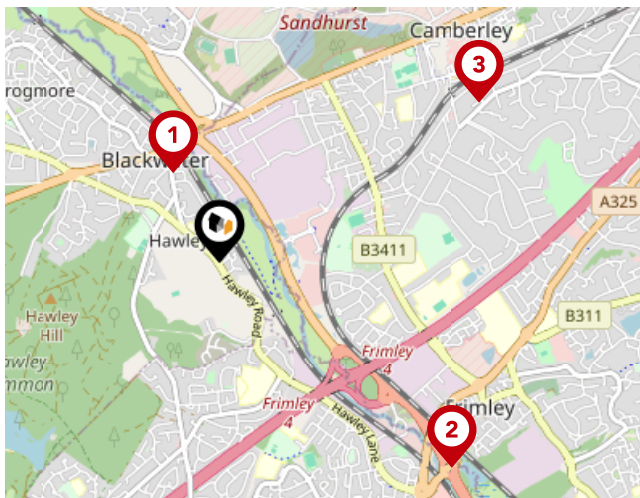 Sandhurst
Camberley
3
rogmore
1
Blackwater
A325
Hawley
B3411
Hawley Road
Hawley
Hill
B311
awley
mmon
Frimley
4
Frimley
4
Frimley
Hawley Lane
2